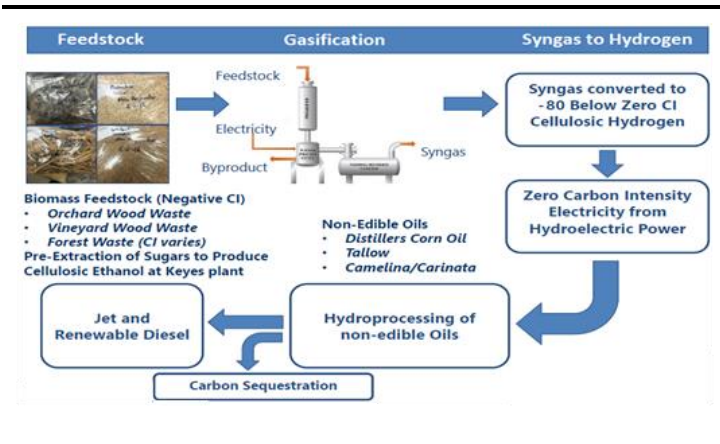 Feedstock
Gasification
Syngas to Hydrogen
Feedstock
Electricity
Byproduct
Syngas
Syngas converted to
-80 Below Zero CI
Cellulosic Hydrogen
Biomass Feedstock (Negative CI)
• Orchard Wood Waste
• Vineyard Wood Waste
• Forest Waste (CI varies)
Pre-Extraction of Sugars to Produce
Cellulosic Ethanol at Keyes plant
Non-Edible Oils
• Distillers Corn Oil
• Tallow
• Camelina/Carinata
Zero Carbon Intensity
Electricity from
Hydroelectric Power
Jet and
Renewable Diesel
Hydroprocessing of
non-edible Oils
Carbon Sequestration